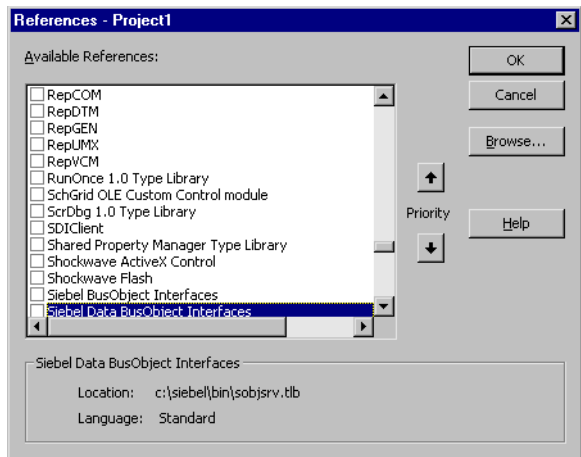 References - Project1
Available References:
RepCOM
RepDTM
RepGEN
RepUMX
RepVCM
RunOnce 1.0 Type Library
SchGrid OLE Custom Control module
ScrDbg 1.0 Type Library
SDIClient
Shared Property Manager Type Library
Shockwave ActiveX Control
Shockwave Flash
Siebel BusObject Interfaces
Siebel Data BusObject Interfaces
OK
Cancel
Browse...
Priority
Help
Siebel Data BusObject Interfaces
Location: c:\siebel\bin\sobjsrv.tlb
Language: Standard